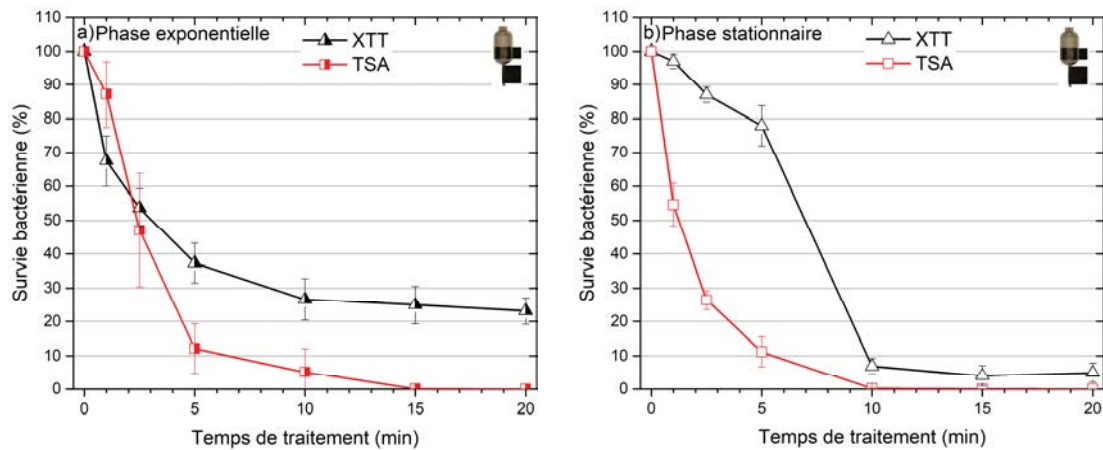 a)Phase exponentielle
XTT
TSA
Survie bactérienne (%)
110
100
90
80
70
60
50
40
30
20
10
0
0 5 10 15 20
Temps de traitement (min)
b)Phase stationnaire
XTT
TSA
Survie bactérienne (%)
110
100
90
80
70
60
50
40
30
20
10
0
0 5 10 15 20
Temps de traitement (min)